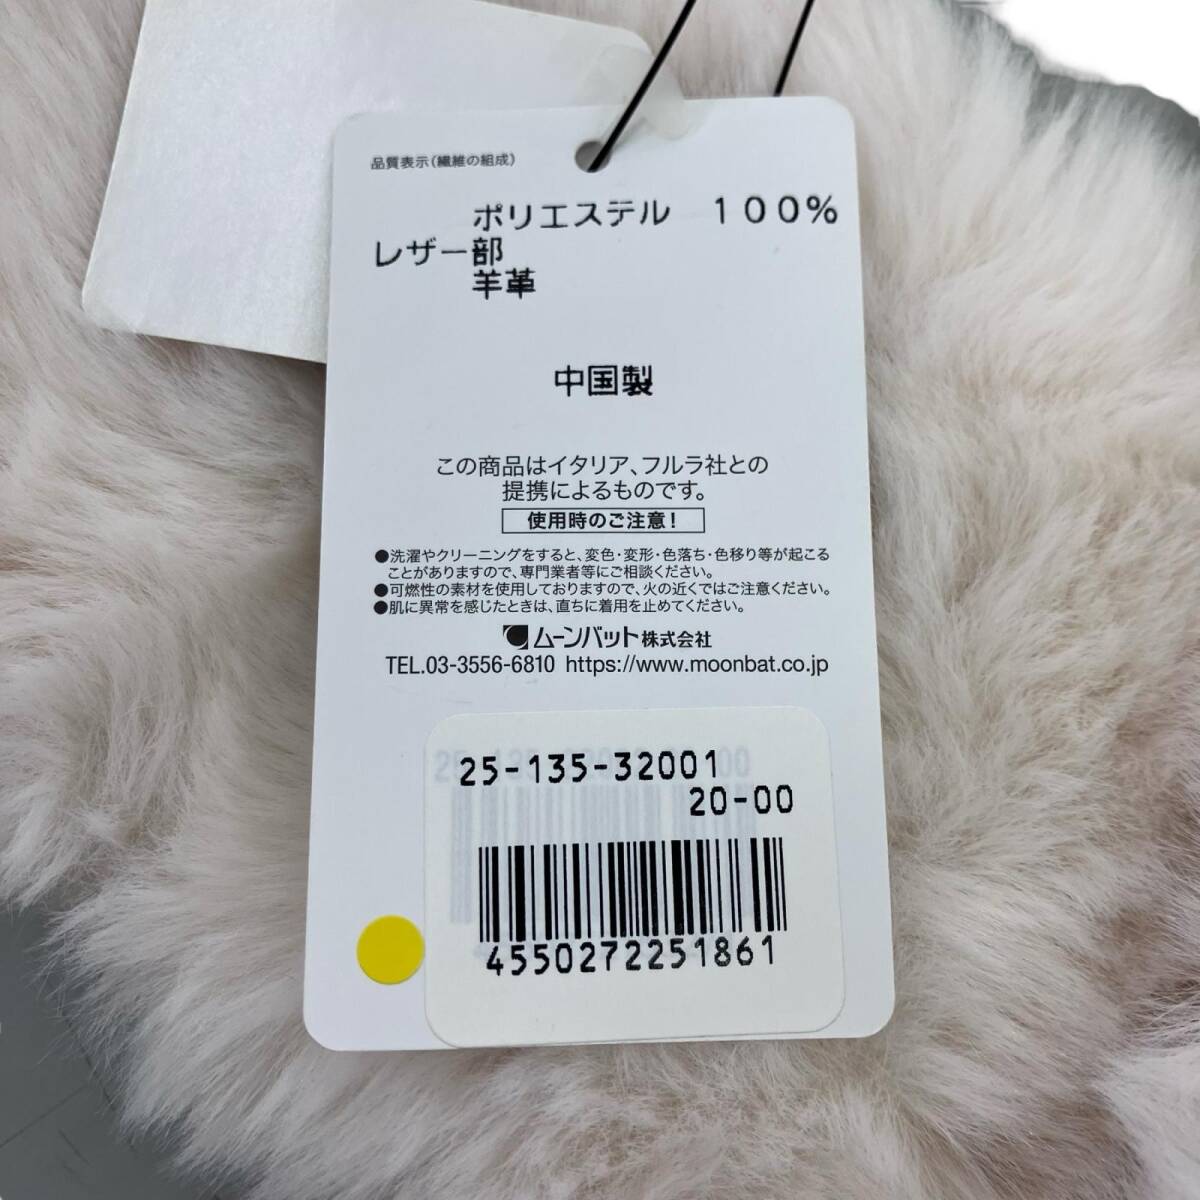 品質表示(繊維の組成)
ポリエステル 100%
レザー部
羊革
中国製
この商品はイタリア、フルラ社との
提携によるものです。
使用時のご注意!
●洗濯やクリーニングをすると、変色・変形・色落ち・色移り等が起こる
ことがありますので、専門業者等にご相談ください。
●可燃性の素材を使用しておりますので、火の近くではご注意ください。
●肌に異常を感じたときは、直ちに着用を止めてください。
ムーンバット株式会社
TEL.03-3556-6810 https://www.moonbat.co.jp
25-135-32001
20-00
4550272251861